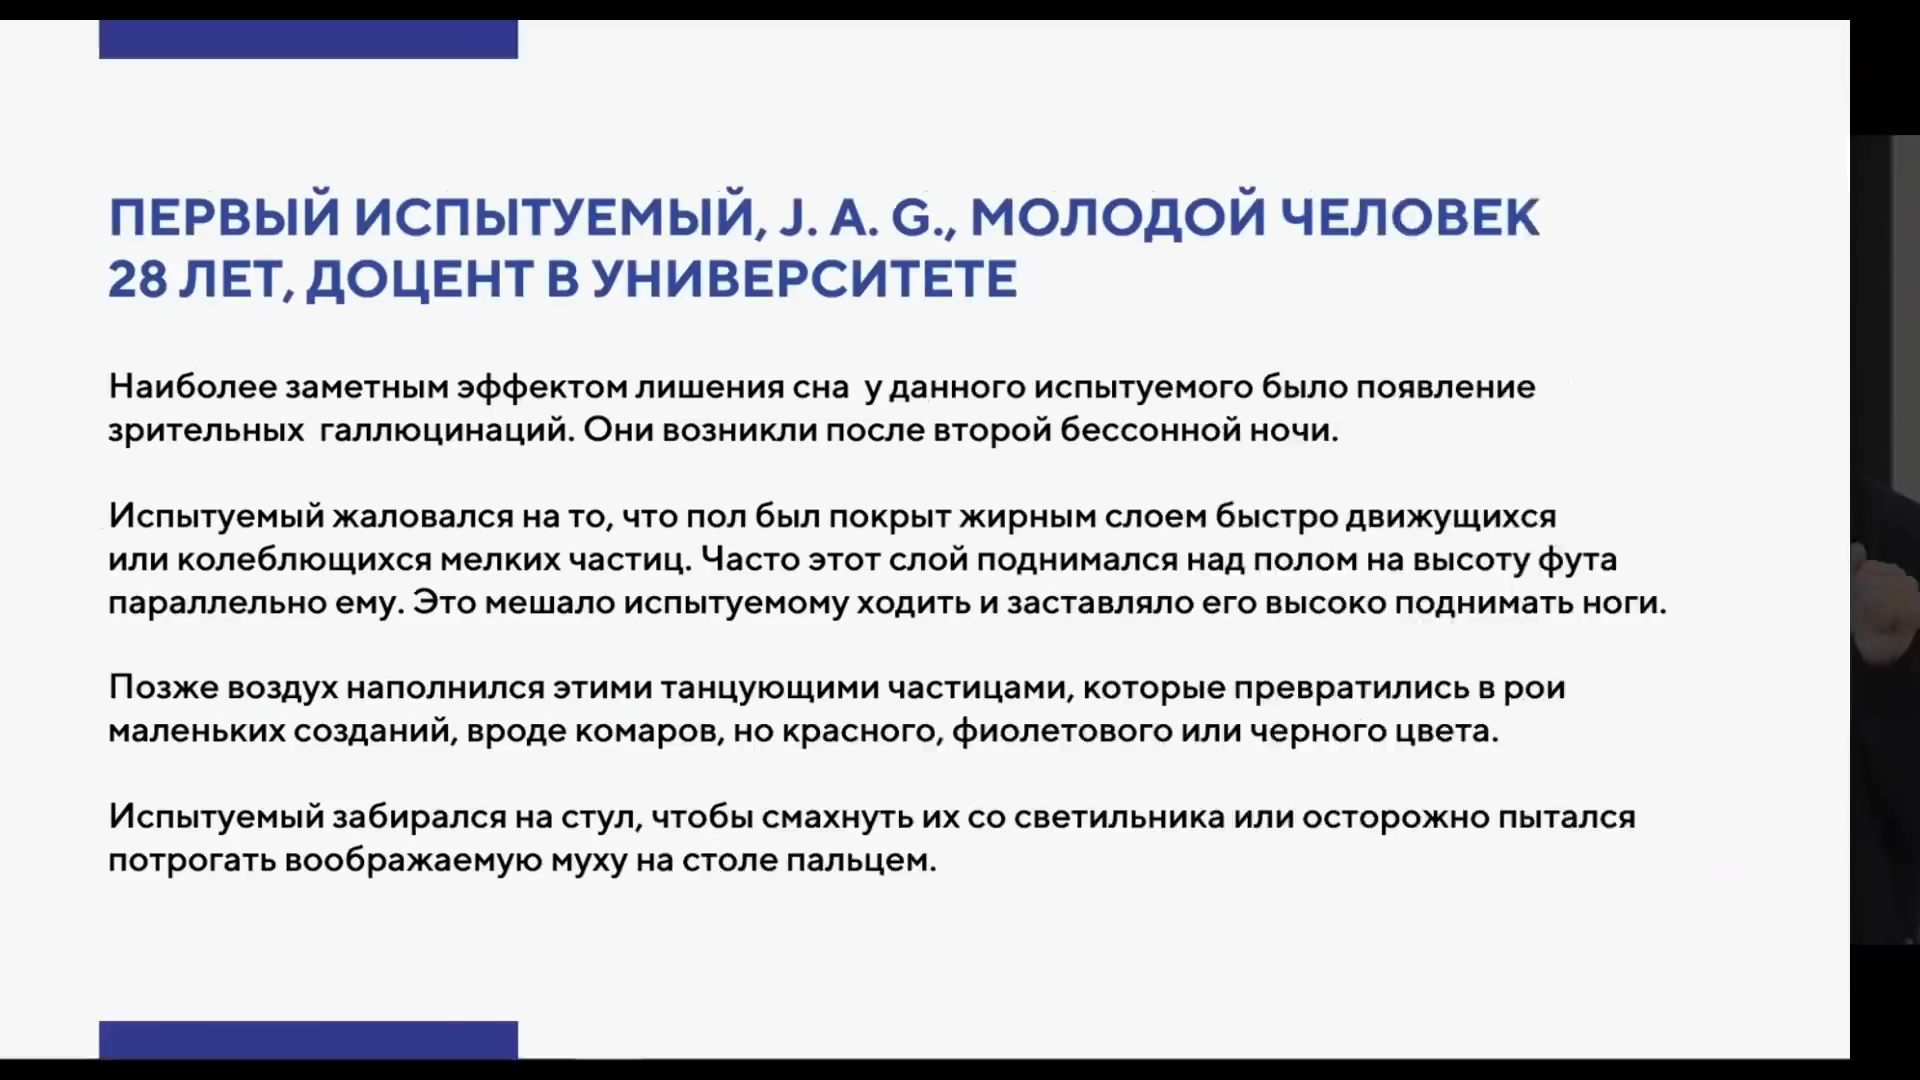 ПЕРВЫЙ ИСПЫТУЕМЫЙ, J. A. G., МОЛОДОЙ ЧЕЛОВЕК
28 ЛЕТ, ДОЦЕНТ В УНИВЕРСИТЕТЕ
Наиболее заметным эффектом лишения сна у данного испытуемого было появление
зрительных галлюцинаций. Они возникли после второй бессонной ночи.
Испытуемый жаловался на то, что пол был покрыт жирным слоем быстро движущихся
или колеблющихся мелких частиц. Часто этот слой поднимался над полом на высоту фута
параллельно ему. Это мешало испытуемому ходить и заставляло его высоко поднимать ноги.
Позже воздух наполнился этими танцующими частицами, которые превратились в рои
маленьких созданий, вроде комаров, но красного, фиолетового или черного цвета.
Испытуемый забирался на стул, чтобы смахнуть их со светильника или осторожно пытался
потрогать воображаемую муху на столе пальцем.